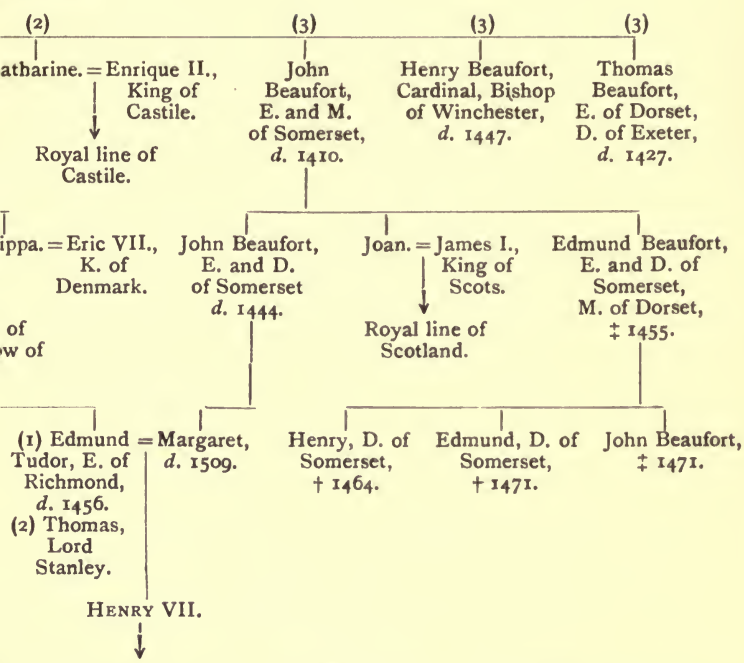 (2) (3) (3) (3)
atharine. = Enrique II.,
King of
Castile.
Royal line of
Castile.
John
Beaufort,
E. and M.
of Somerset,
d. 1410.
Henry Beaufort,
Cardinal, Bishop
of Winchester,
d. 1447.
Thomas
Beaufort,
E. of Dorset,
D. of Exeter,
d. 1427.
ippa. = Eric VII.,
K. of
Denmark.
of
ow of
John Beaufort,
E. and D.
of Somerset
d. 1444.
Joan. = James I.,
King of
Scots.
Royal line of
Scotland.
Edmund Beaufort,
E. and D. of
Somerset,
M. of Dorset,
‡ 1455.
(1) Edmund = Margaret,
Tudor, E. of d. 1509.
Richmond,
d. 1456.
(2) Thomas,
Lord
Stanley.
Henry, D. of
Somerset,
† 1464.
Edmund, D. of
Somerset,
† 1471.
John Beaufort,
‡ 1471.
HENRY VII.